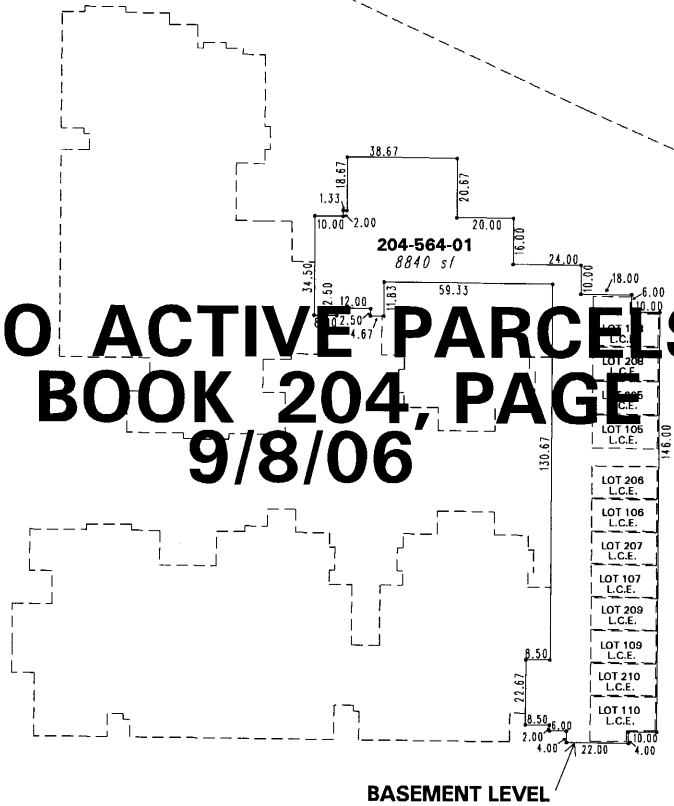 38.67
18.67
20.67
1.33
10.00
2.00
20.00
16.00
204-564-01
8840 sf
24.00
10.00
18.00
6.00
10.00
34.50
2.50
12.00
1.83
59.33
2.50
4.67
O ACTIVE PARCELS
BOOK 204, PAGE
9/8/06
L.C.E.
LOT 208
L.C.E.
C.E.
LOT 105
L.C.E.
146.00
130.67
LOT 206
L.C.E.
LOT 106
L.C.E.
LOT 207
L.C.E.
LOT 107
L.C.E.
LOT 209
L.C.E.
LOT 109
L.C.E.
LOT 210
L.C.E.
LOT 110
L.C.E.
8.50
22.67
8.50
6.00
2.00
4.00
22.00
10.00
4.00
BASEMENT LEVEL